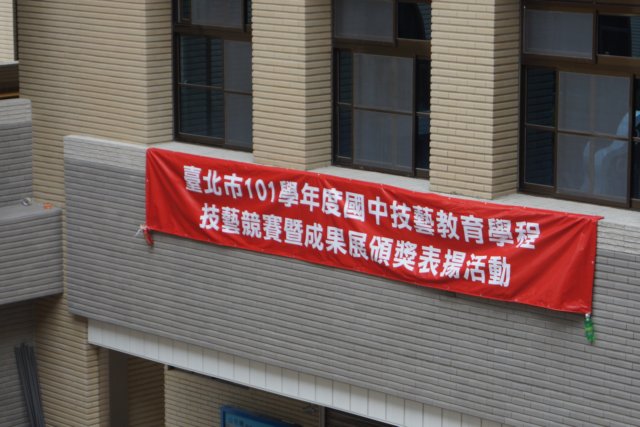 臺北市101學年度國中技藝教育學程
技藝競賽暨成果展頒獎表揚活動